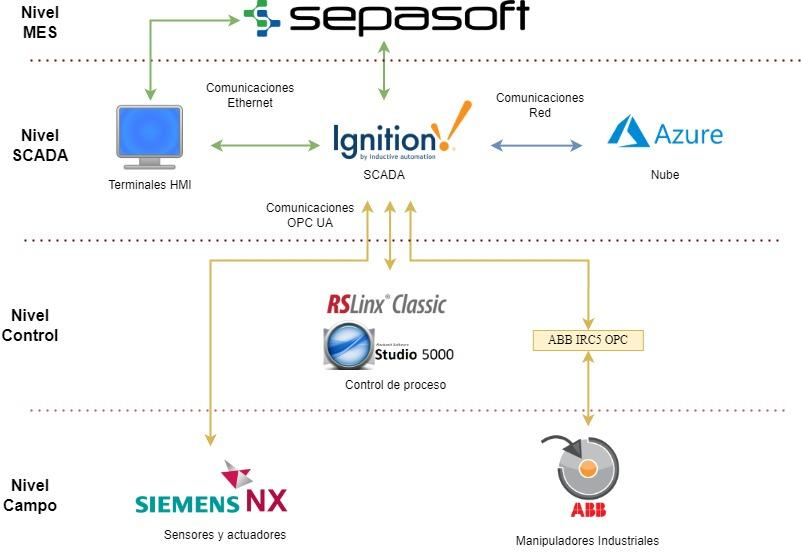 Nivel
MES
sepasoft
Comunicaciones
Ethernet
Comunicaciones
Red
Nivel
SCADA
Ignition!
by inductive automation
Azure
Terminales HMI
SCADA
Nube
Comunicaciones
OPC UA
Nivel
Control
RSLinx® Classic
Rockwell Software
Studio 5000
ABB IRC5 OPC
Control de proceso
Nivel
Campo
SIEMENS NX
ABB
Sensores y actuadores
Manipuladores Industriales